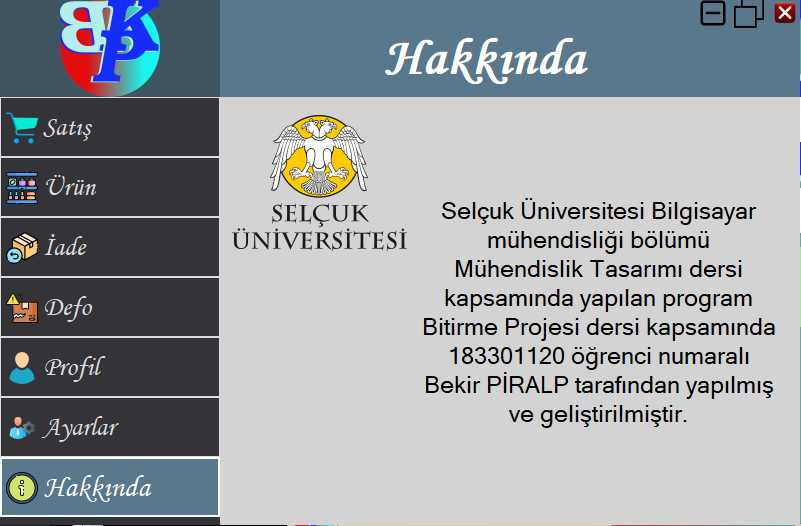 BKP
Hakkında
Satış
Ürün
İade
Defo
Profil
Ayarlar
Hakkında
SELÇUK
ÜNİVERSİTESİ
Selçuk Üniversitesi Bilgisayar
mühendisliği bölümü
Mühendislik Tasarımı dersi
kapsamında yapılan program
Bitirme Projesi dersi kapsamında
183301120 öğrenci numaralı
Bekir PİRALP tarafından yapılmış
ve geliştirilmiştir.